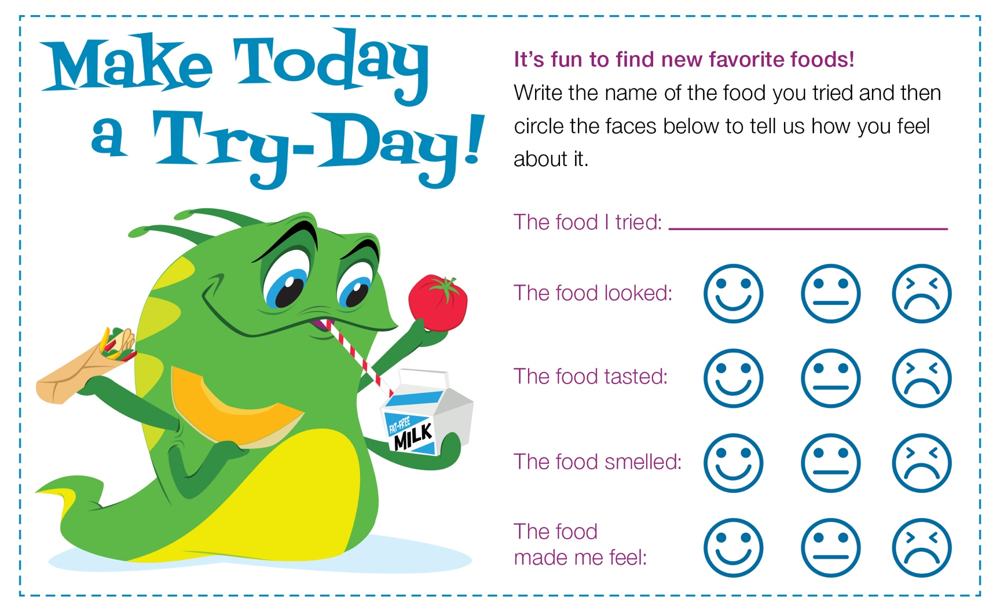 Make Today
a Try-Day!
It’s fun to find new favorite foods!
Write the name of the food you tried and then
circle the faces below to tell us how you feel
about it.
The food I tried:
The food looked:
The food tasted:
The food smelled:
The food
made me feel:
FAT-FREE
MILK